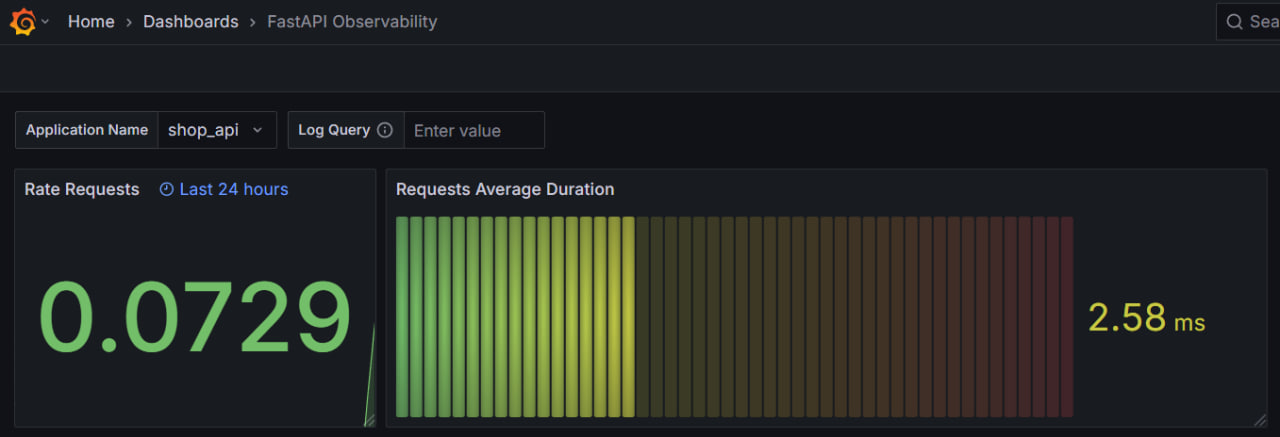 Home › Dashboards › FastAPI Observability
Sea
Application Name shop_api Log Query Enter value
Rate Requests Last 24 hours
0.0729
Requests Average Duration
2.58 ms